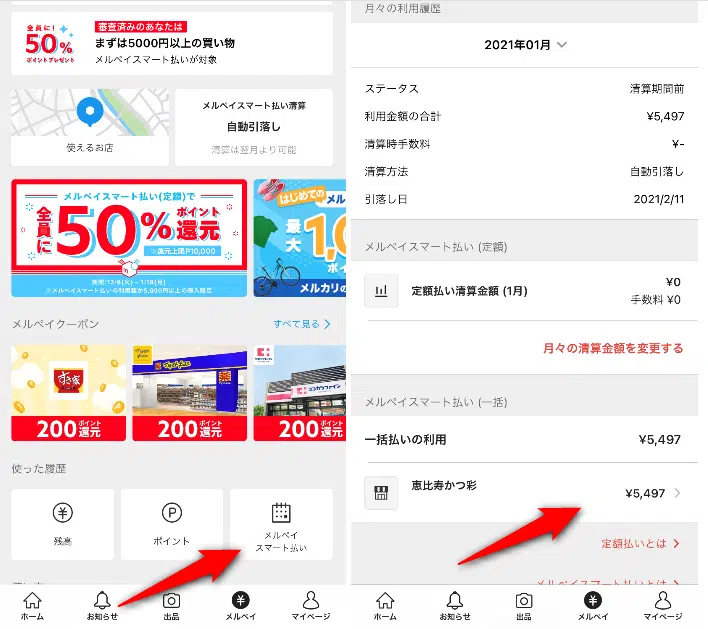 全員に!
50%
ポイントプレゼント
審査済みのあなたは
まずは5000円以上の買い物
メルペイスマート払いが対象
使えるお店
メルペイスマート払い清算
自動引落し
清算は翌月より可能
メルペイスマート払い(定額)で
全員に
50%
ポイント
還元
※還元上限P10,000
期間:12/8(火)~1/18(月)
※メルペイスマート払いの利用額が5,000円以上の購入限定
はじめての
メル
最大
1,0
ポイ
メルカリの
メルペイクーポン
すべて見る
すき家
200 ポイント還元
200 ポイント還元
ココカラファイン
200 ポイント還元
使った履歴
残高
ポイント
メルペイ
スマート払い
ホーム
お知らせ
出品
メルペイ
マイページ
月々の利用履歴
2021年01月
ステータス
清算期間前
利用金額の合計
¥5,497
清算時手数料
¥-
清算方法
自動引落し
引落し日
2021/2/11
メルペイスマート払い (定額)
定額払い清算金額 (1月)
¥0
手数料 ¥0
月々の清算金額を変更する
メルペイスマート払い (一括)
一括払いの利用
¥5,497
恵比寿かつ彩
¥5,497
定額払いとは
メルペイスマート払いとは
ホーム
お知らせ
出品
メルペイ
マイページ